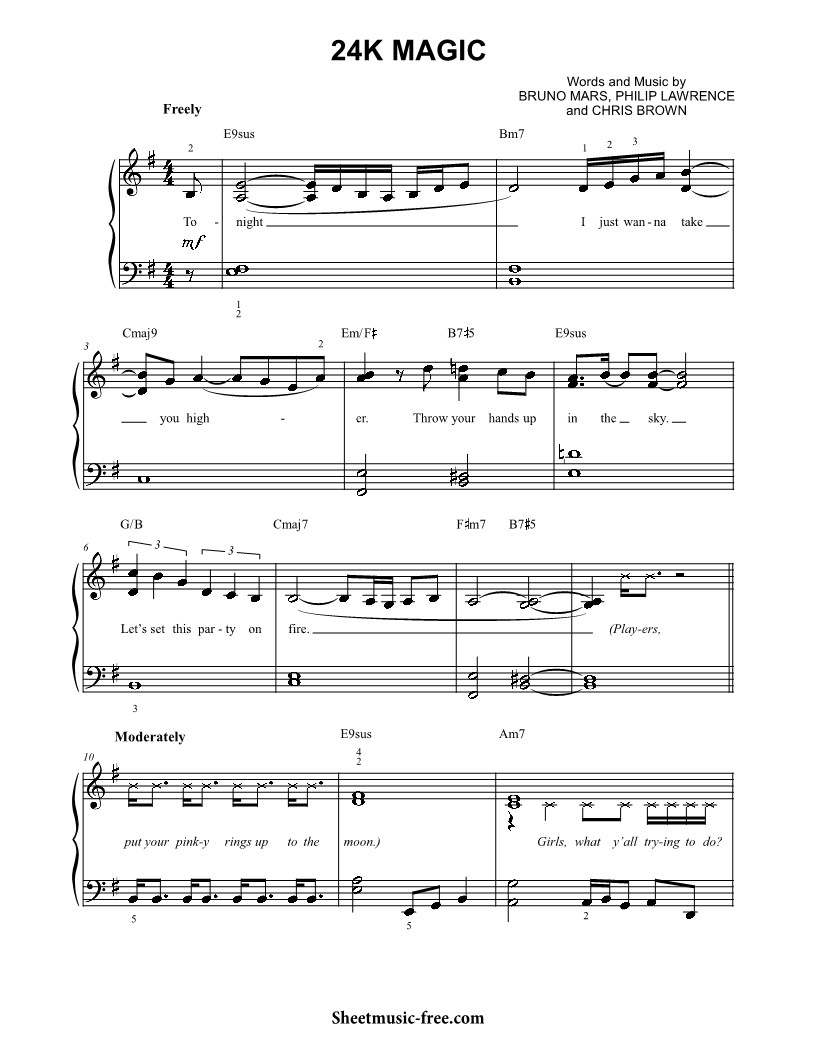 24K MAGIC
Words and Music by
BRUNO MARS, PHILIP LAWRENCE
and CHRIS BROWN
Freely
E9sus Bm7
2 1 2 3
4 4
To - night I just wan - na take
mf
4 4
1
2
Cmaj9 Em/F♯ B7♯5 E9sus
3 2
you high - er. Throw your hands up in the sky.
G/B Cmaj7 F♯m7 B7♯5
6 3 3
Let's set this par - ty on fire. (Play-ers,
3
Moderately E9sus Am7
10 4
2
put your pink-y rings up to the moon.) Girls, what y'all try-ing to do?
5 5 2
Sheetmusic-free.com